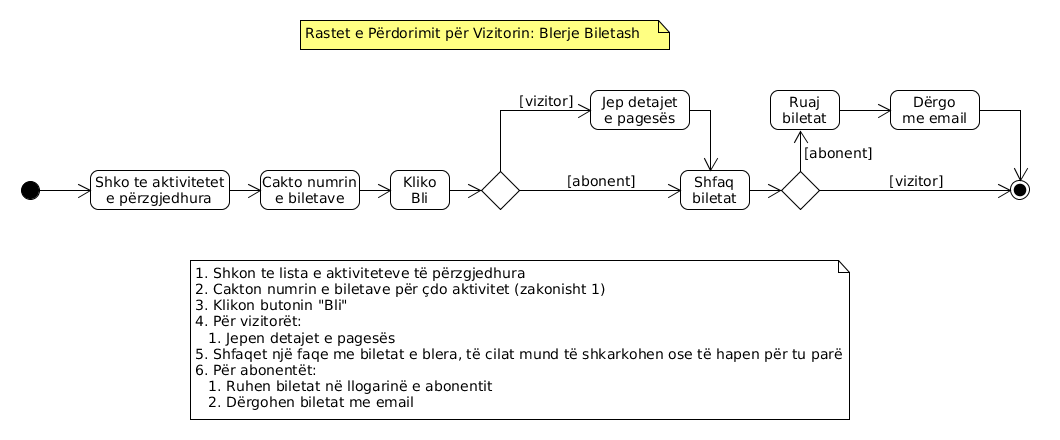 Rastet e Përdorimit për Vizitorin: Blerje Biletash
[vizitor]
Jep detajet
e pagesës
Ruaj
biletat
Dërgo
me email
[abonent]
Shko te aktivitetet
e përzgjedhura
Cakto numrin
e biletave
Kliko
Bli
[abonent]
Shfaq
biletat
[vizitor]
1. Shkon te lista e aktiviteteve të përzgjedhura
2. Cakton numrin e biletave për çdo aktivitet (zakonisht 1)
3. Klikon butonin "Bli"
4. Për vizitorët:
1. Jepen detajet e pagesës
5. Shfaqet një faqe me biletat e blera, të cilat mund të shkarkohen ose të hapen për tu parë
6. Për abonentët:
1. Ruhen biletat në llogarinë e abonentit
2. Dërgohen biletat me email